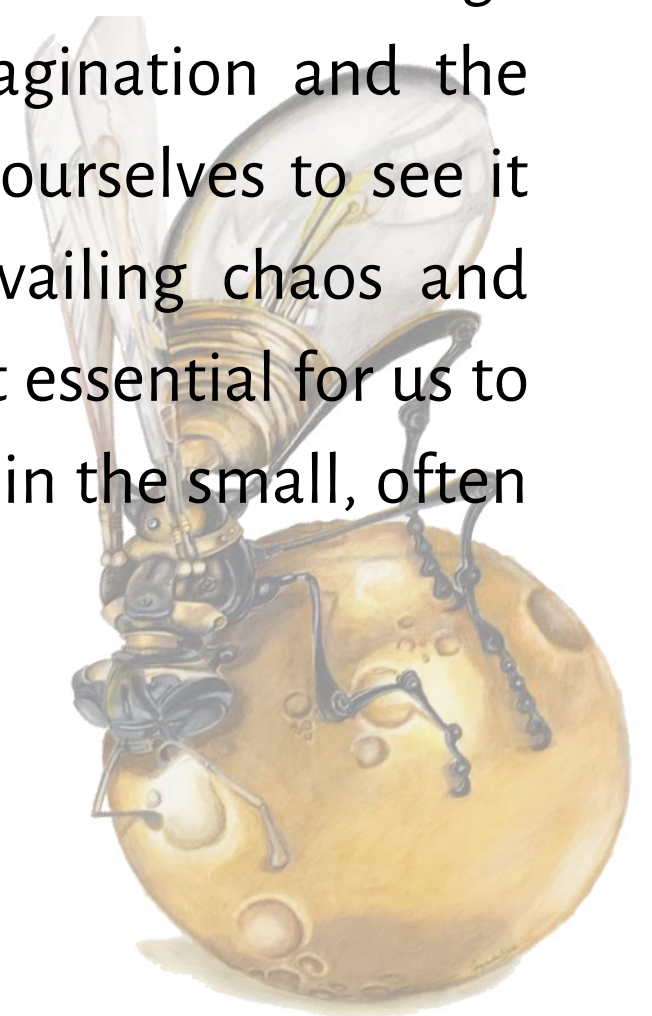 agination and the
ourselves to see it
vailing chaos and
t essential for us to
in the small, often